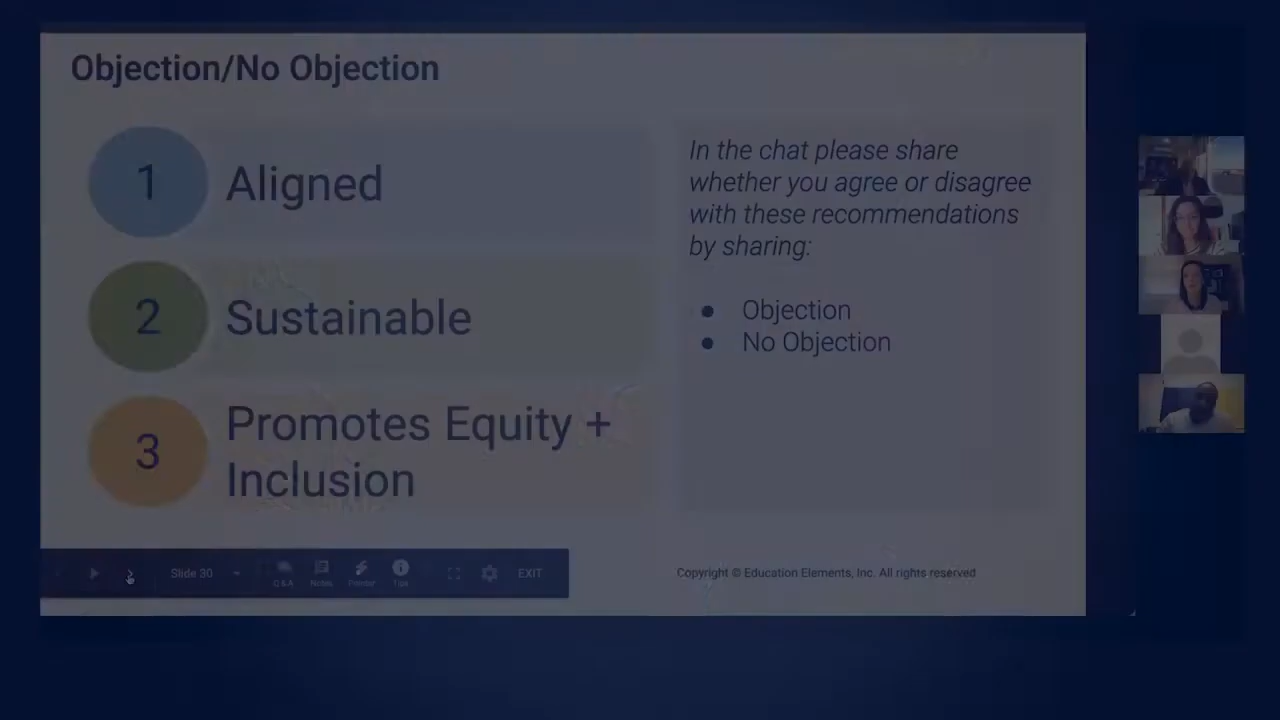 Objection/No Objection
1 Aligned
2 Sustainable
3 Promotes Equity +
Inclusion
In the chat please share
whether you agree or disagree
with these recommendations
by sharing:
● Objection
● No Objection
Slide 30
Q & A
Notes
Pointer
Tips
EXIT
Copyright © Education Elements, Inc. All rights reserved